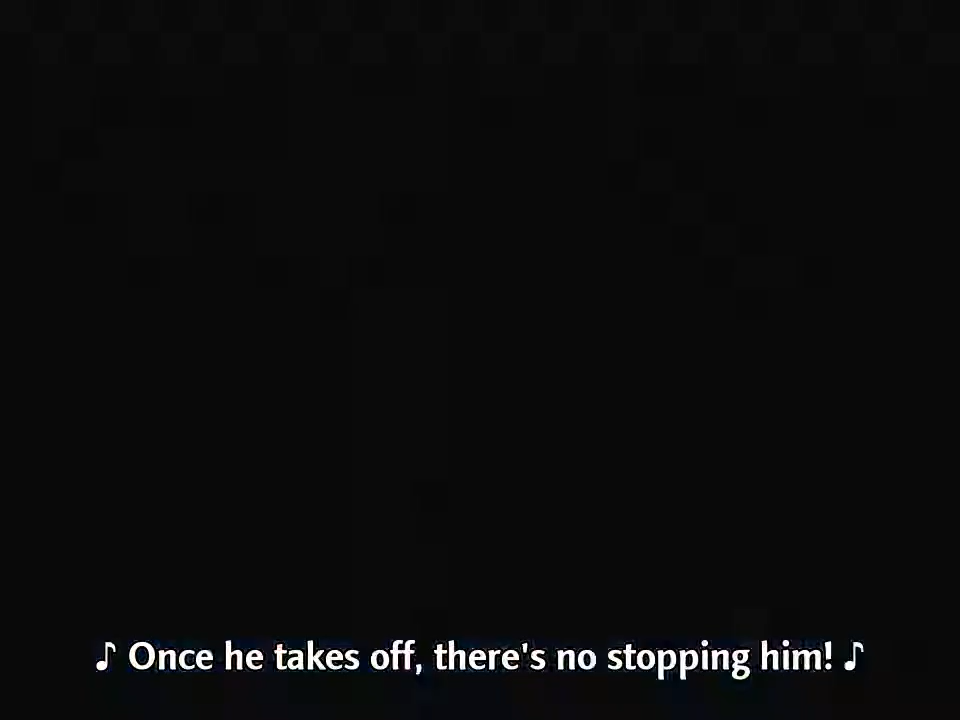 ♪ Once he takes off, there's no stopping him! ♪